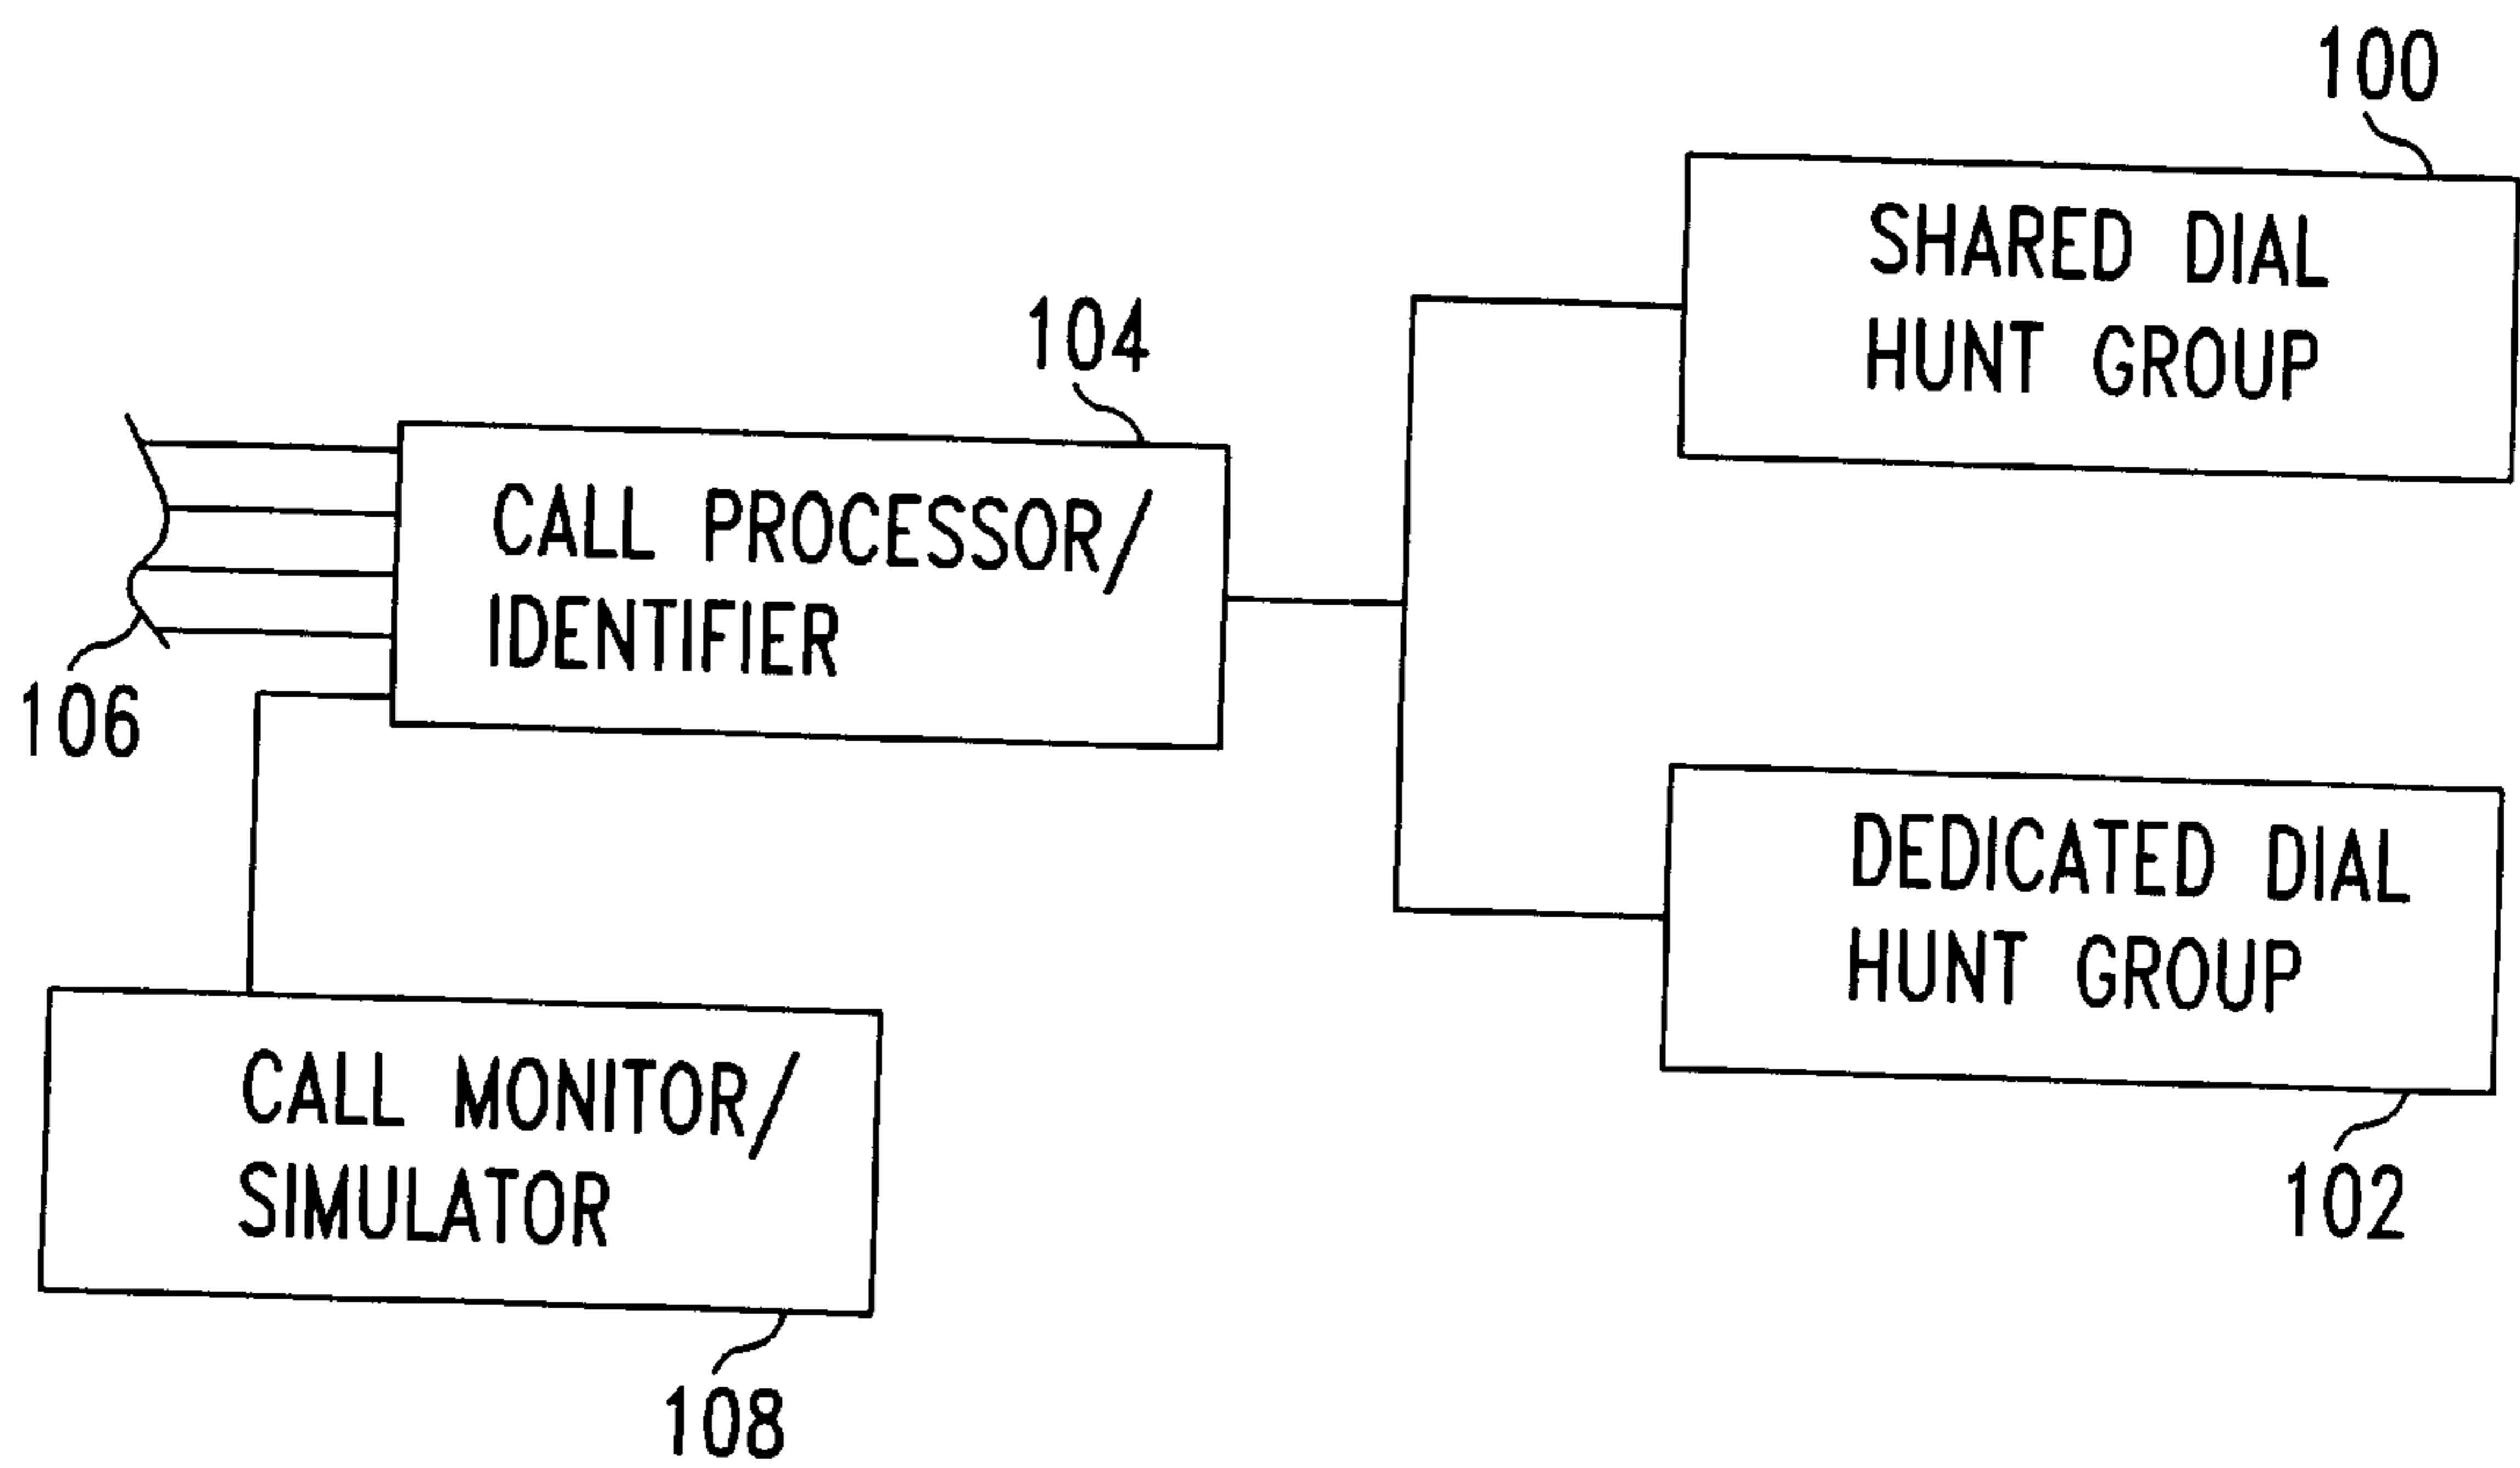 100
SHARED DIAL
HUNT GROUP
104
CALL PROCESSOR/
IDENTIFIER
106
DEDICATED DIAL
HUNT GROUP
102
CALL MONITOR/
SIMULATOR
108